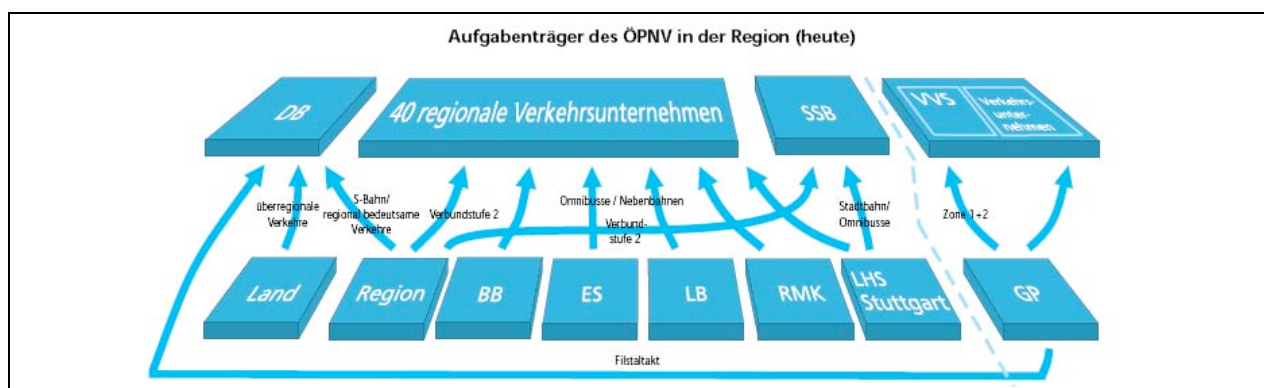 Aufgabenträger des ÖPNV in der Region (heute)
DB
40 regionale Verkehrsunternehmen
SSB
VVS
Verkehrs-
unter-
nehmen
überregionale
Verkehre
S-Bahn/
regional bedeutsame
Verkehre
Verbundstufe 2
Omnibusse / Nebenbahnen
Verbund-
stufe 2
Stadtbahn/
Omnibusse
Zone 1+2
Land
Region
BB
ES
LB
RMK
LHS
Stuttgart
GP
Filstaltakt